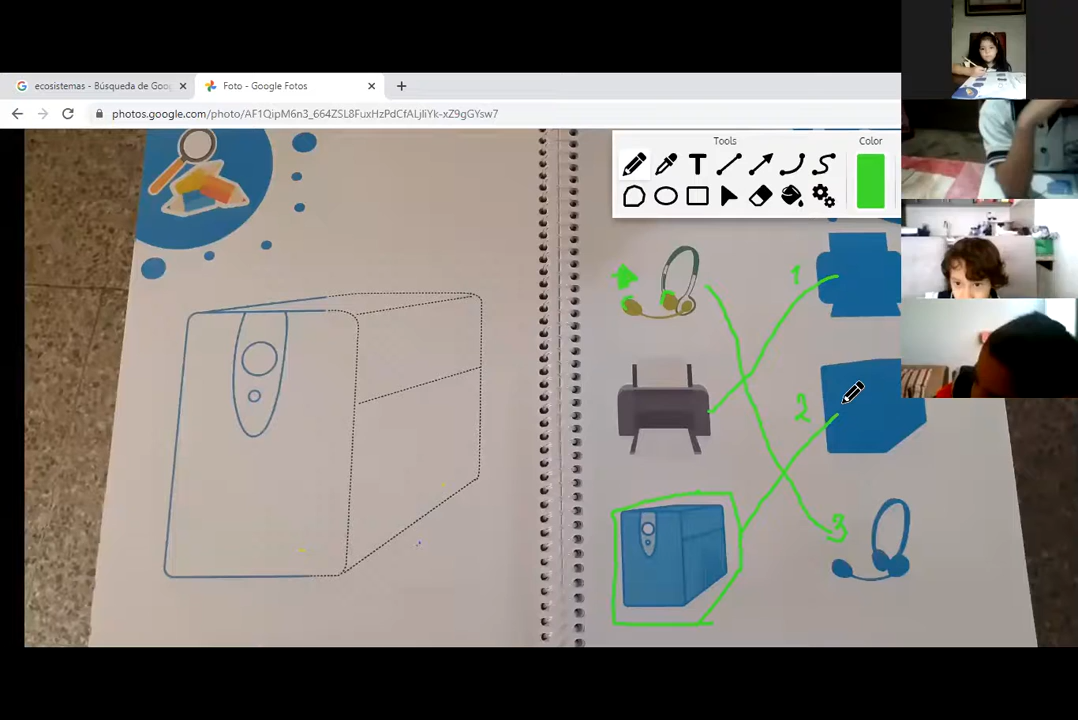 ecosistemas - Búsqueda de Goo
Foto - Google Fotos
photos.google.com/photo/AF1QipM6n3_664ZSL8FuxHzPdCfALjliYk-xZ9gGYsw7
Tools
Color
T
1
2
3